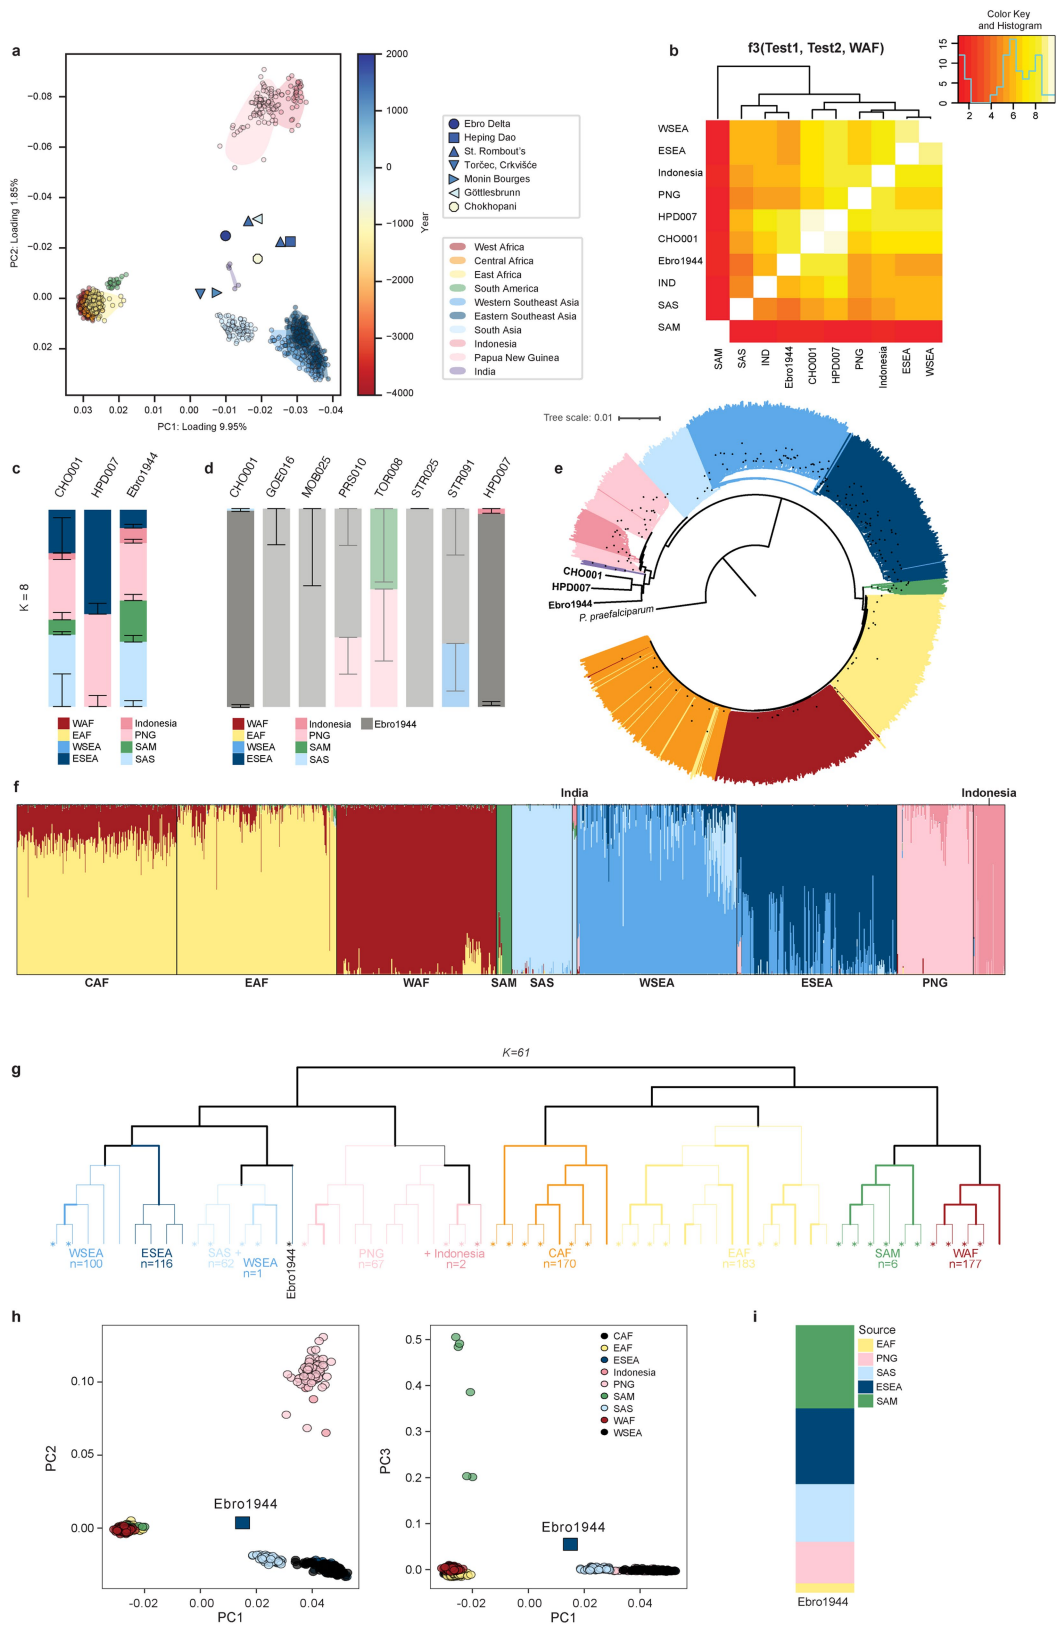 a
−0.08
−0.06
−0.04
−0.02
0.00
0.02
PC2: Loading 1.85%
0.03
0.02
0.01
0.00
−0.01
−0.02
−0.03
−0.04
PC1: Loading 9.95%
2000
1000
0
−1000
−2000
−3000
−4000
Year
Ebro Delta
Heping Dao
St. Rombout's
Torčec, Crkvišće
Monin Bourges
Göttlesbrunn
Chokhopani
West Africa
Central Africa
East Africa
South America
Western Southeast Asia
Eastern Southeast Asia
South Asia
Indonesia
Papua New Guinea
India
b
f3(Test1, Test2, WAF)
Color Key
and Histogram
15
10
5
0
2 4 6 8
WSEA
ESEA
Indonesia
PNG
HPD007
CHO001
Ebro1944
IND
SAS
SAM
SAM
SAS
IND
Ebro1944
CHO001
HPD007
PNG
Indonesia
ESEA
WSEA
c
CHO001
HPD007
Ebro1944
K = 8
WAF
EAF
WSEA
ESEA
Indonesia
PNG
SAM
SAS
d
CHO001
GOE016
MOB025
PRS010
TOR008
STR025
STR091
HPD007
WAF
EAF
WSEA
ESEA
Indonesia
PNG
SAM
SAS
Ebro1944
e
Tree scale: 0.01
CHO001
HPD007
Ebro1944
P. praefalciparum
f
India
Indonesia
CAF
EAF
WAF
SAM
SAS
WSEA
ESEA
PNG
g
K=61
WSEA
n=100
ESEA
n=116
SAS +
n=62
WSEA
n=1
Ebro1944*
PNG
n=67
+ Indonesia
n=2
CAF
n=170
EAF
n=183
SAM
n=6
WAF
n=177
h
PC2
0.10
0.05
0.00
Ebro1944
-0.02
0.00
0.02
0.04
PC1
PC3
0.5
0.4
0.3
0.2
0.1
0.0
CAF
EAF
ESEA
Indonesia
PNG
SAM
SAS
WAF
WSEA
Ebro1944
-0.02
0.00
0.02
0.04
PC1
i
Source
EAF
PNG
SAS
ESEA
SAM
Ebro1944